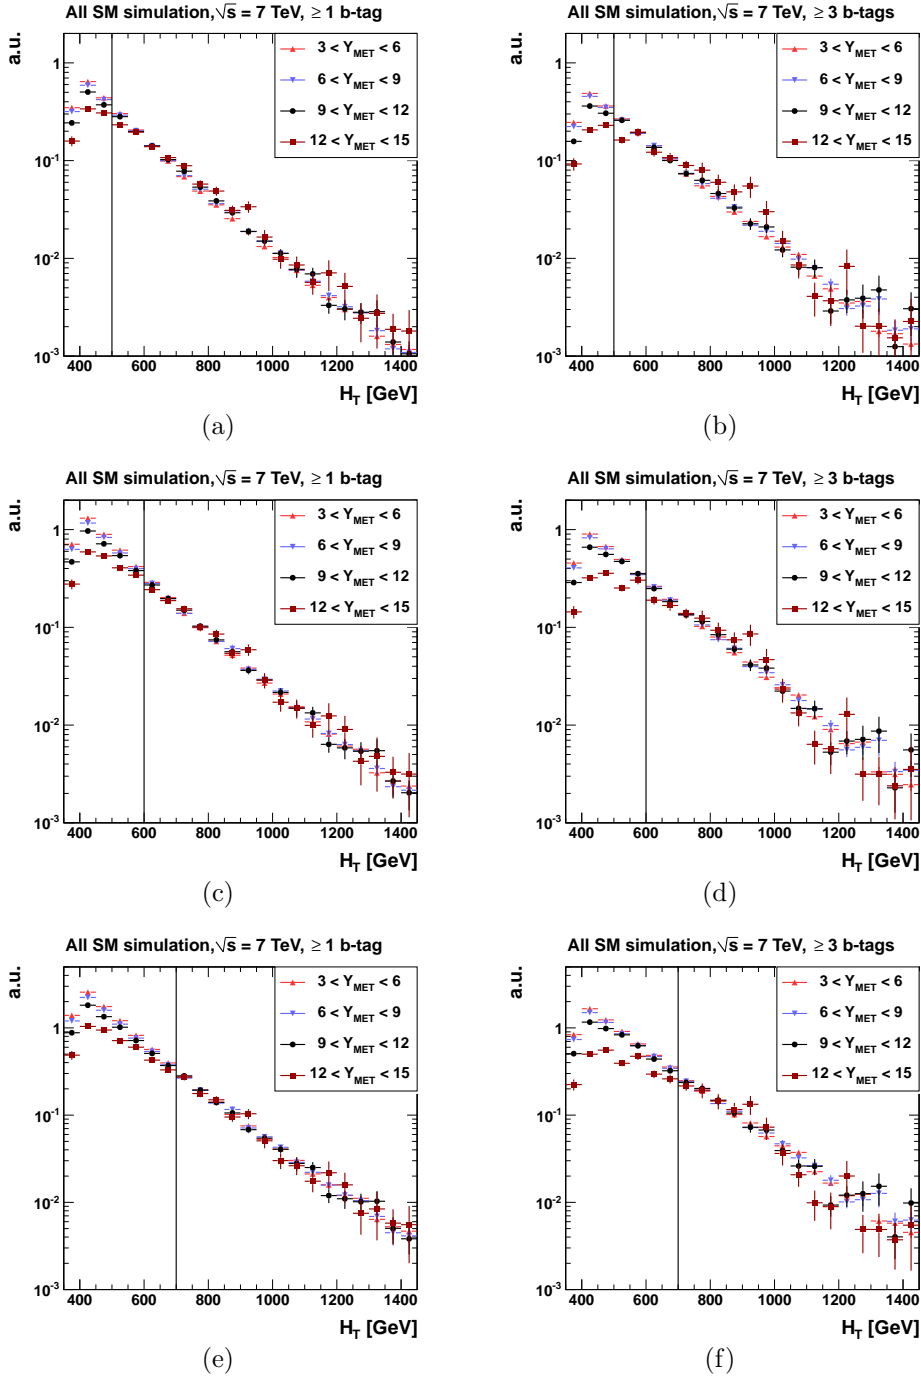 All SM simulation,√s = 7 TeV, ≥ 1 b-tag
a.u.
3 < Y_MET < 6
6 < Y_MET < 9
9 < Y_MET < 12
12 < Y_MET < 15
1
10^-1
10^-2
10^-3
400 600 800 1000 1200 1400
H_T [GeV]
(a)
All SM simulation,√s = 7 TeV, ≥ 3 b-tags
a.u.
3 < Y_MET < 6
6 < Y_MET < 9
9 < Y_MET < 12
12 < Y_MET < 15
1
10^-1
10^-2
10^-3
400 600 800 1000 1200 1400
H_T [GeV]
(b)
All SM simulation,√s = 7 TeV, ≥ 1 b-tag
a.u.
3 < Y_MET < 6
6 < Y_MET < 9
9 < Y_MET < 12
12 < Y_MET < 15
1
10^-1
10^-2
10^-3
400 600 800 1000 1200 1400
H_T [GeV]
(c)
All SM simulation,√s = 7 TeV, ≥ 3 b-tags
a.u.
3 < Y_MET < 6
6 < Y_MET < 9
9 < Y_MET < 12
12 < Y_MET < 15
1
10^-1
10^-2
10^-3
400 600 800 1000 1200 1400
H_T [GeV]
(d)
All SM simulation,√s = 7 TeV, ≥ 1 b-tag
a.u.
3 < Y_MET < 6
6 < Y_MET < 9
9 < Y_MET < 12
12 < Y_MET < 15
1
10^-1
10^-2
10^-3
400 600 800 1000 1200 1400
H_T [GeV]
(e)
All SM simulation,√s = 7 TeV, ≥ 3 b-tags
a.u.
3 < Y_MET < 6
6 < Y_MET < 9
9 < Y_MET < 12
12 < Y_MET < 15
1
10^-1
10^-2
10^-3
400 600 800 1000 1200 1400
H_T [GeV]
(f)